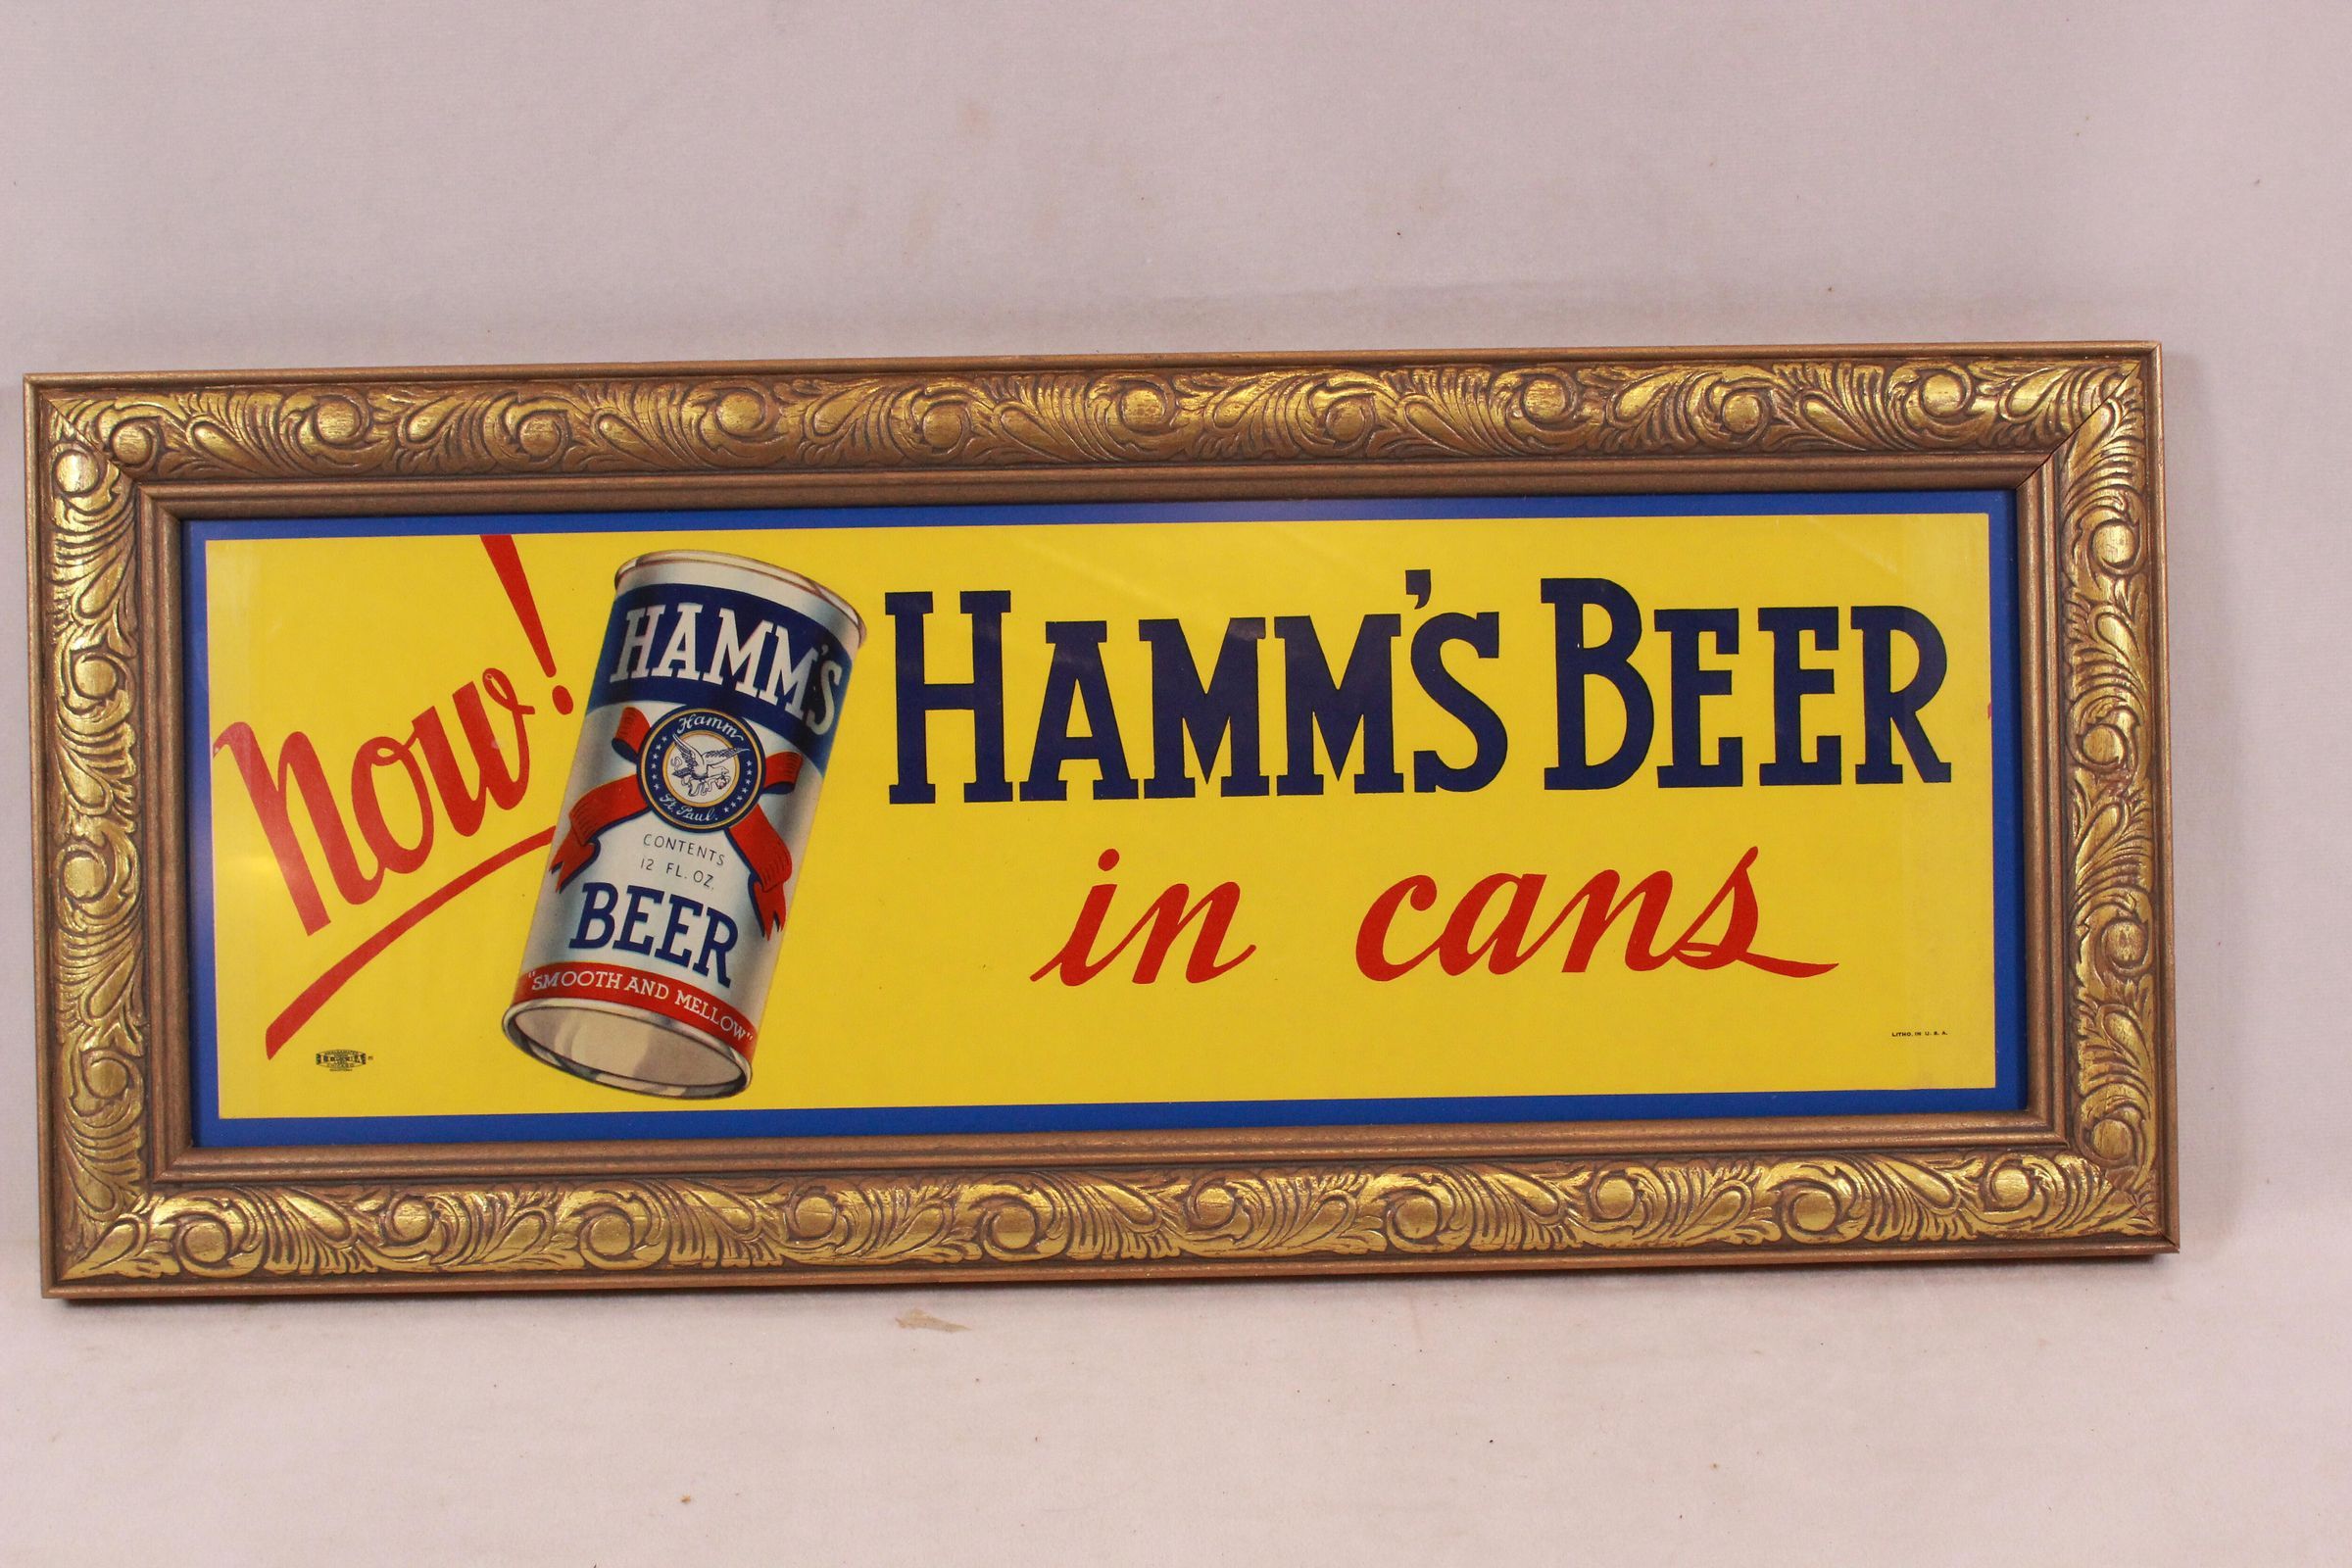 Now!
HAMM'S
Hamm
St. Paul.
CONTENTS
12 FL. OZ.
BEER
"SMOOTH AND MELLOW"
HAMM'S BEER
in cans
LITHO. IN U. S. A.